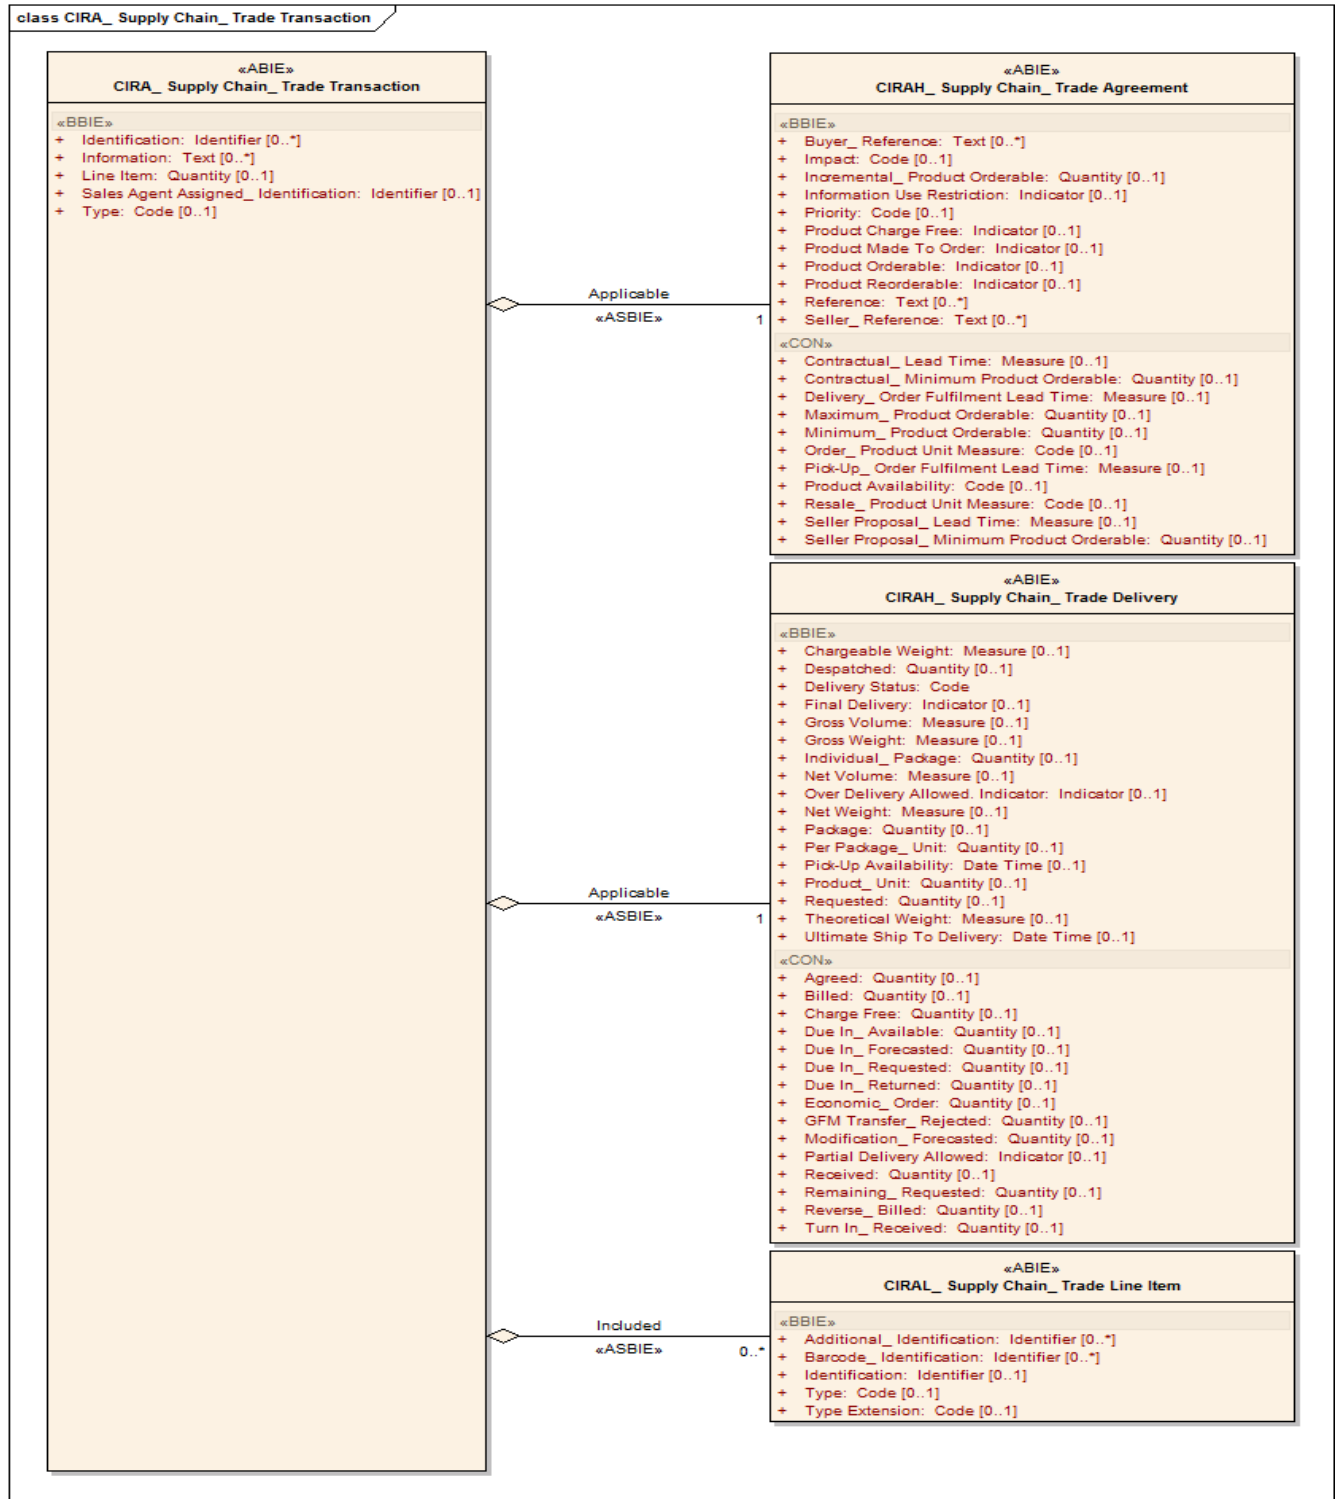 class CIRA_ Supply Chain_ Trade Transaction
«ABIE»
CIRA_ Supply Chain_ Trade Transaction
«BBIE»
+ Identification: Identifier [0..*]
+ Information: Text [0..*]
+ Line Item: Quantity [0..1]
+ Sales Agent Assigned_ Identification: Identifier [0..1]
+ Type: Code [0..1]
«ABIE»
CIRAH_ Supply Chain_ Trade Agreement
«BBIE»
+ Buyer_ Reference: Text [0..*]
+ Impact: Code [0..1]
+ Incremental_ Product Orderable: Quantity [0..1]
+ Information Use Restriction: Indicator [0..1]
+ Priority: Code [0..1]
+ Product Charge Free: Indicator [0..1]
+ Product Made To Order: Indicator [0..1]
+ Product Orderable: Indicator [0..1]
+ Product Reorderable: Indicator [0..1]
+ Reference: Text [0..*]
+ Seller_ Reference: Text [0..*]
«CON»
+ Contractual_ Lead Time: Measure [0..1]
+ Contractual_ Minimum Product Orderable: Quantity [0..1]
+ Delivery_ Order Fulfilment Lead Time: Measure [0..1]
+ Maximum_ Product Orderable: Quantity [0..1]
+ Minimum_ Product Orderable: Quantity [0..1]
+ Order_ Product Unit Measure: Code [0..1]
+ Pick-Up_ Order Fulfilment Lead Time: Measure [0..1]
+ Product Availability: Code [0..1]
+ Resale_ Product Unit Measure: Code [0..1]
+ Seller Proposal_ Lead Time: Measure [0..1]
+ Seller Proposal_ Minimum Product Orderable: Quantity [0..1]
Applicable
«ASBIE»
1
«ABIE»
CIRAH_ Supply Chain_ Trade Delivery
«BBIE»
+ Chargeable Weight: Measure [0..1]
+ Despatched: Quantity [0..1]
+ Delivery Status: Code
+ Final Delivery: Indicator [0..1]
+ Gross Volume: Measure [0..1]
+ Gross Weight: Measure [0..1]
+ Individual_ Package: Quantity [0..1]
+ Net Volume: Measure [0..1]
+ Over Delivery Allowed. Indicator: Indicator [0..1]
+ Net Weight: Measure [0..1]
+ Package: Quantity [0..1]
+ Per Package_ Unit: Quantity [0..1]
+ Pick-Up Availability: Date Time [0..1]
+ Product_ Unit: Quantity [0..1]
+ Requested: Quantity [0..1]
+ Theoretical Weight: Measure [0..1]
+ Ultimate Ship To Delivery: Date Time [0..1]
«CON»
+ Agreed: Quantity [0..1]
+ Billed: Quantity [0..1]
+ Charge Free: Quantity [0..1]
+ Due In_ Available: Quantity [0..1]
+ Due In_ Forecasted: Quantity [0..1]
+ Due In_ Requested: Quantity [0..1]
+ Due In_ Returned: Quantity [0..1]
+ Economic_ Order: Quantity [0..1]
+ GFM Transfer_ Rejected: Quantity [0..1]
+ Modification_ Forecasted: Quantity [0..1]
+ Partial Delivery Allowed: Indicator [0..1]
+ Received: Quantity [0..1]
+ Remaining_ Requested: Quantity [0..1]
+ Reverse_ Billed: Quantity [0..1]
+ Turn In_ Received: Quantity [0..1]
Applicable
«ASBIE»
1
«ABIE»
CIRAL_ Supply Chain_ Trade Line Item
«BBIE»
+ Additional_ Identification: Identifier [0..*]
+ Barcode_ Identification: Identifier [0..*]
+ Identification: Identifier [0..1]
+ Type: Code [0..1]
+ Type Extension: Code [0..1]
Included
«ASBIE»
0..*